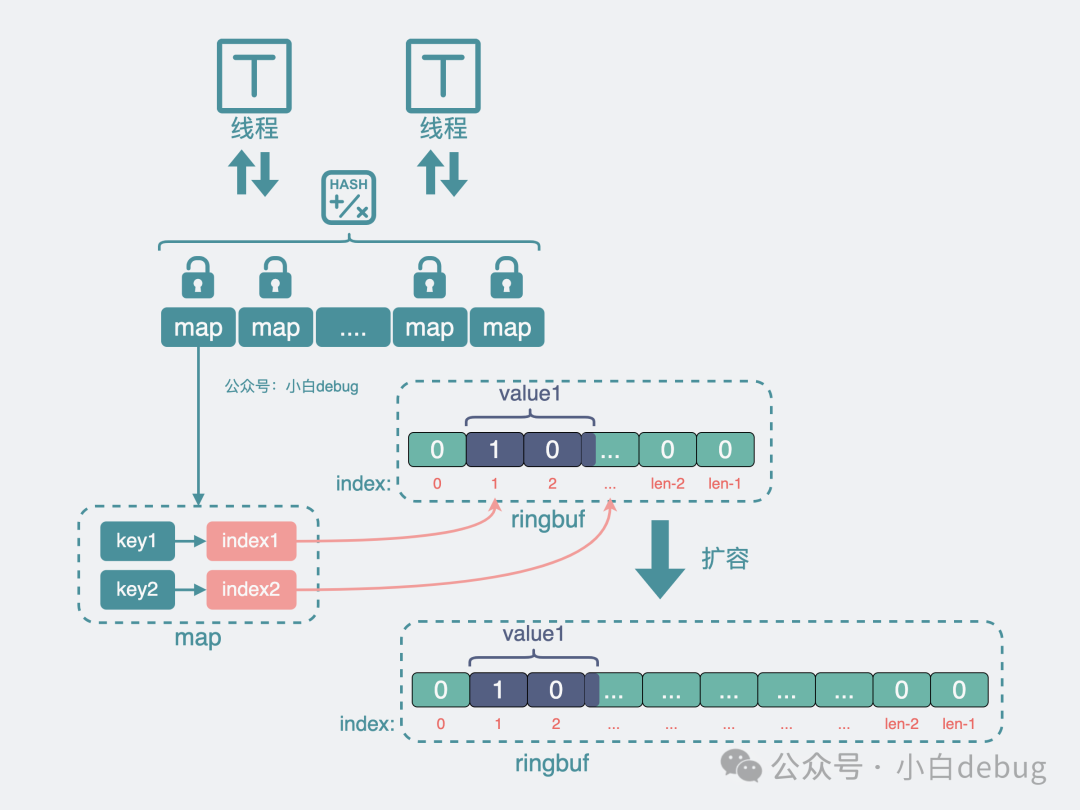 T T
线程 线程
HASH
+/×
map map .... map map
公众号：小白debug
value1
0 1 0 ... 0 0
index: 0 1 2 ... len-2 len-1
ringbuf
key1 index1
key2 index2
map
扩容
value1
0 1 0 ... ... ... ... ... 0 0
index: 0 1 2 ... ... ... ... ... len-2 len-1
ringbuf
公众号 · 小白debug